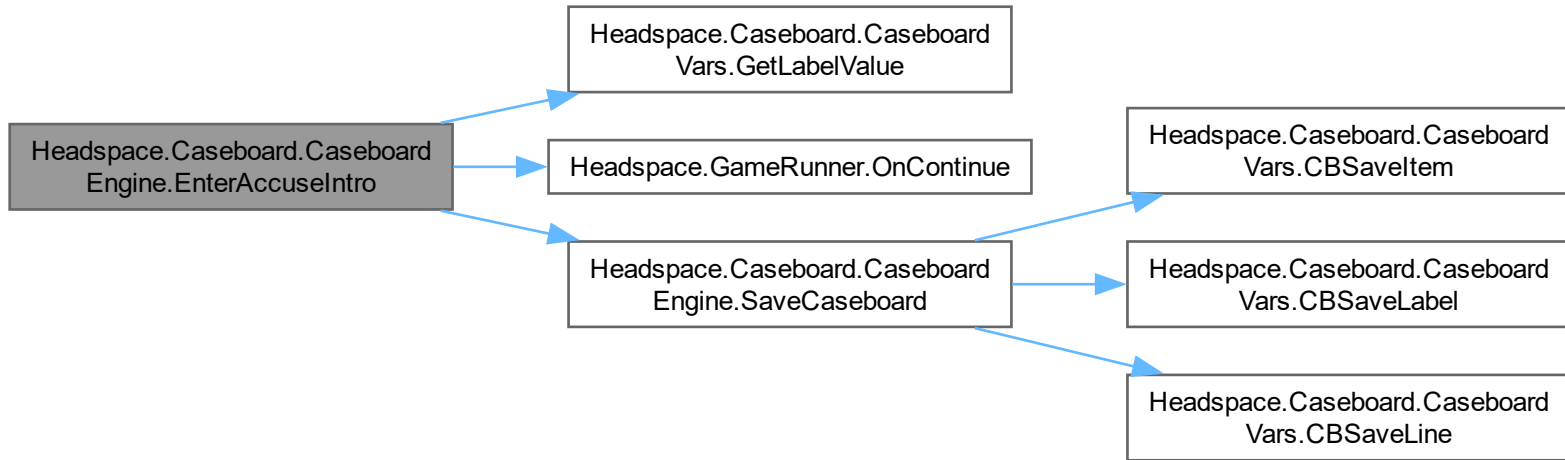 Headspace.Caseboard.Caseboard
Engine.EnterAccuseIntro
Headspace.Caseboard.Caseboard
Vars.GetLabelValue
Headspace.GameRunner.OnContinue
Headspace.Caseboard.Caseboard
Engine.SaveCaseboard
Headspace.Caseboard.Caseboard
Vars.CBSaveItem
Headspace.Caseboard.Caseboard
Vars.CBSaveLabel
Headspace.Caseboard.Caseboard
Vars.CBSaveLine